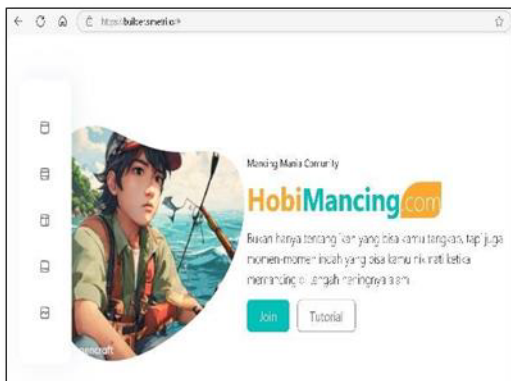 Mancing Mania Comunity
HobiMancing.com
Bukan hanya tentang ikan yang bisa kamu tangkap, tapi juga
momen-momen indah yang bisa kamu nikmati ketika
memancing di tengah heningnya alam
Join
Tutorial